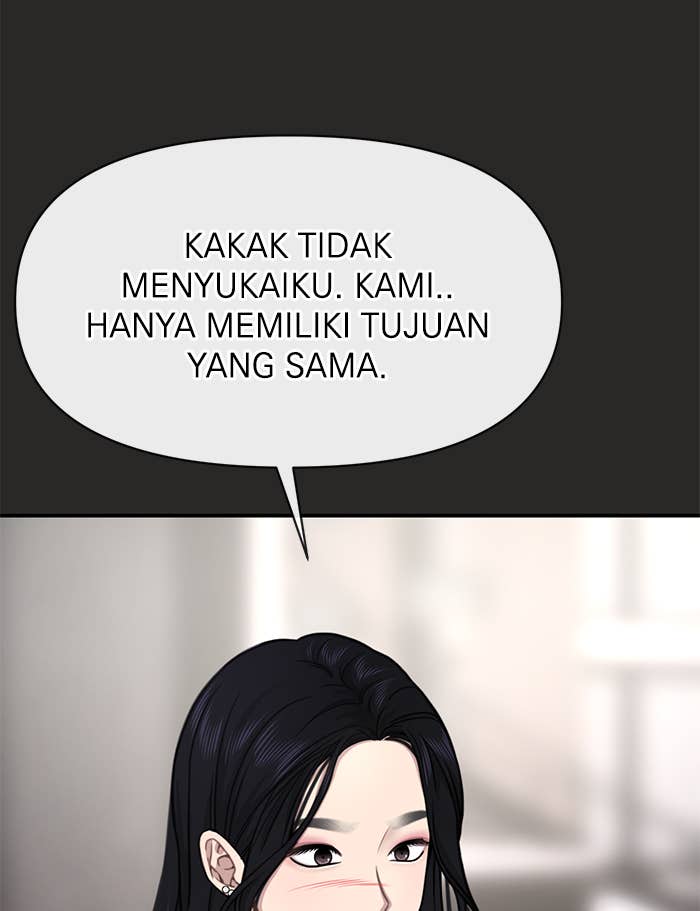 KAKAK TIDAK
MENYUKAIKU. KAMI..
HANYA MEMILIKI TUJUAN
YANG SAMA.